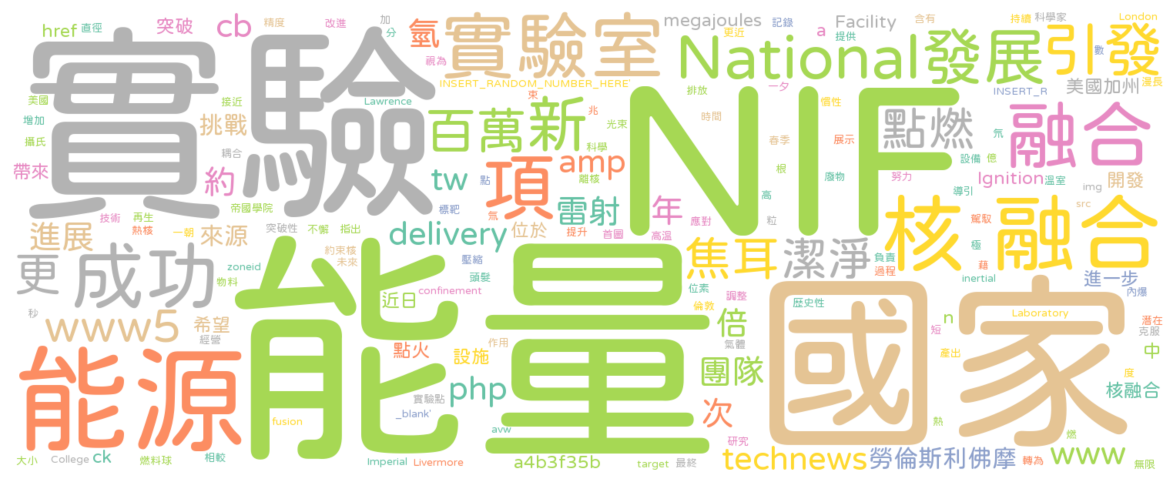 href 直徑 突破 cb 精度 改進 加 分 氫 實驗室 megajoules 更近 a 記錄 提供 Facility 含有 持續 科學家 數 London
實驗 視為 INSERT_RANDOM_NUMBER_HERE National 發展 引發
美國 接近 Lawrence 束 兆 排放 一夕 慣性 INSERT_R 美國加州 漫長
增加 挑戰 百萬 新 光束 時間 NIF 點燃 融合
攝氏 耦合 科學 春季 展示 氘 設備 億
帶來 約 tw 項 amp 離核 根 廢物 高 努力 Ignition 溫室 開發
技術 再生 帝國學院 點 標靶 雷射 年 導引 img
熱核 一朝 突破性 不懈 指出 氣 提升 首圖 高溫 應對 粒 駕馭 src
進展 來源 delivery 位於 核 融合
更 成功 zoneid 約束核 未來 壓縮 頭髮 位素 焦耳 潔淨 負責 過程 極 藉 進一步
物料 能量 confinement 倫敦 調整 inertial 內爆
秒 近日 歷史性 國家
www5 希望 經營 作用 倍 氣體 n 短 Laboratory 潛在 克服
能源 點火 設施 產出 中
實驗點 php 團隊 度 核融合
fusion _blank' 次 熱 燃
avw 研究
大小 College ck 燃料球 相較 Imperial Livermore a4b3f35b target 最終 technews 勞倫斯利佛摩 轉為 www 無限